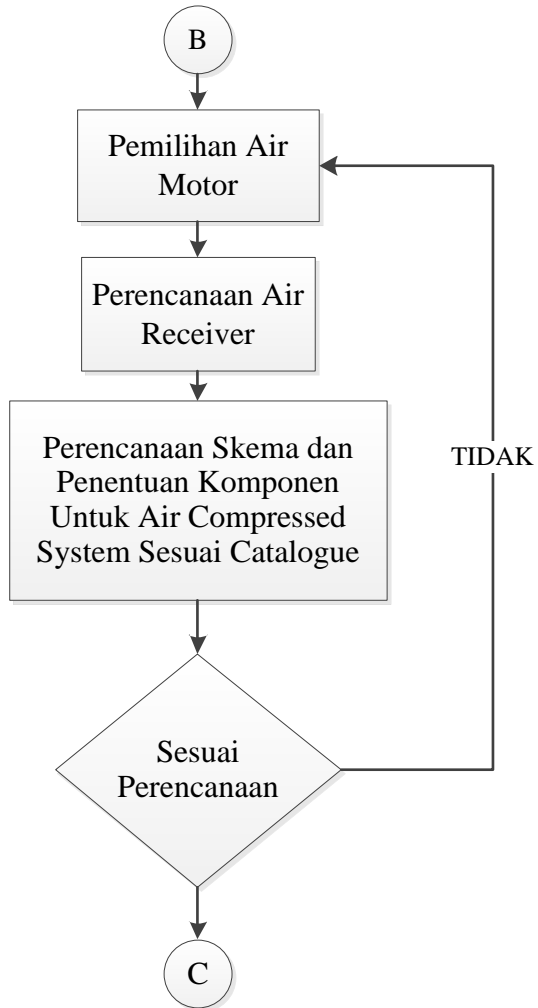 B
Pemilihan Air
Motor
Perencanaan Air
Receiver
Perencanaan Skema dan
Penentuan Komponen
Untuk Air Compressed
System Sesuai Catalogue
TIDAK
Sesuai
Perencanaan
C